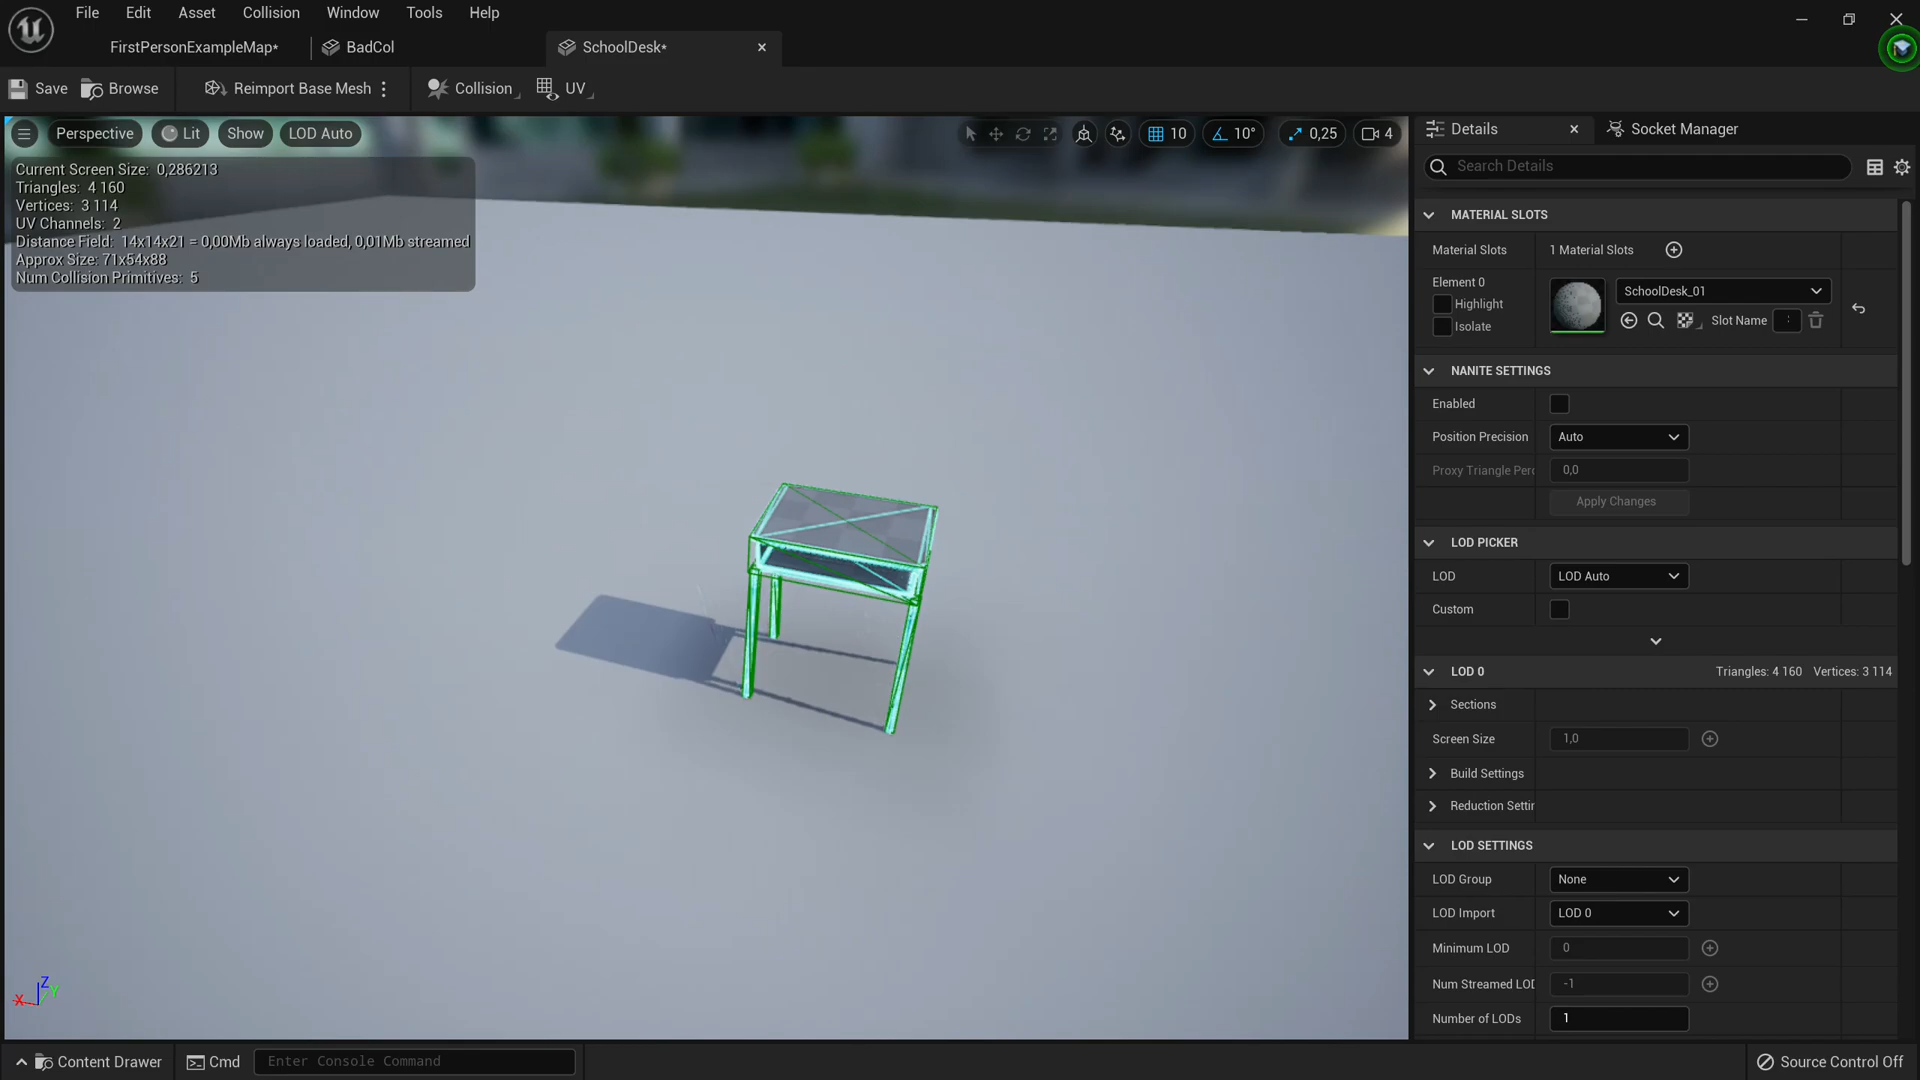 File Edit Asset Collision Window Tools Help
FirstPersonExampleMap* BadCol SchoolDesk*
Save Browse Reimport Base Mesh Collision UV
Perspective Lit Show LOD Auto 10 10° 0,25 4
Current Screen Size: 0,286213
Triangles: 4 160
Vertices: 3 114
UV Channels: 2
Distance Field: 14x14x21 = 0,00Mb always loaded, 0,01Mb streamed
Approx Size: 71x54x88
Num Collision Primitives: 5
X Z Y
Details Socket Manager
Search Details
MATERIAL SLOTS
Material Slots 1 Material Slots
Element 0
Highlight
Isolate
SchoolDesk_01
Slot Name
NANITE SETTINGS
Enabled
Position Precision Auto
Proxy Triangle Perc 0,0
Apply Changes
LOD PICKER
LOD LOD Auto
Custom
LOD 0 Triangles: 4 160 Vertices: 3 114
Sections
Screen Size 1,0
Build Settings
Reduction Settin
LOD SETTINGS
LOD Group None
LOD Import LOD 0
Minimum LOD 0
Num Streamed LOD -1
Number of LODs 1
Content Drawer Cmd Enter Console Command Source Control Off